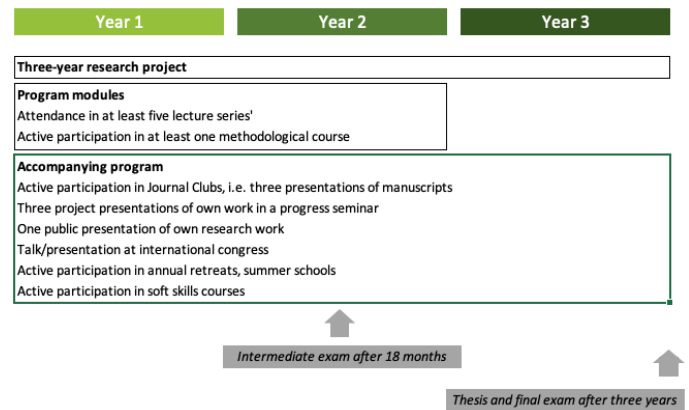 Year 1
Year 2
Year 3
Three-year research project
Program modules
Attendance in at least five lecture series'
Active participation in at least one methodological course
Accompanying program
Active participation in Journal Clubs, i.e. three presentations of manuscripts
Three project presentations of own work in a progress seminar
One public presentation of own research work
Talk/presentation at international congress
Active participation in annual retreats, summer schools
Active participation in soft skills courses
Intermediate exam after 18 months
Thesis and final exam after three years